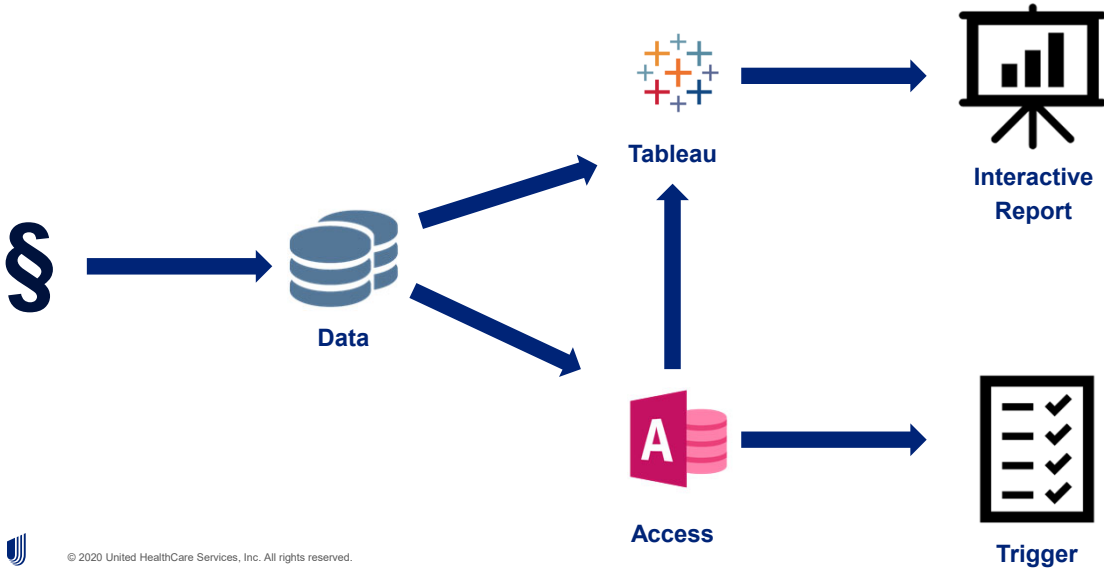 Tableau
Interactive
Report
§
Data
A
Access
Trigger
© 2020 United HealthCare Services, Inc. All rights reserved.